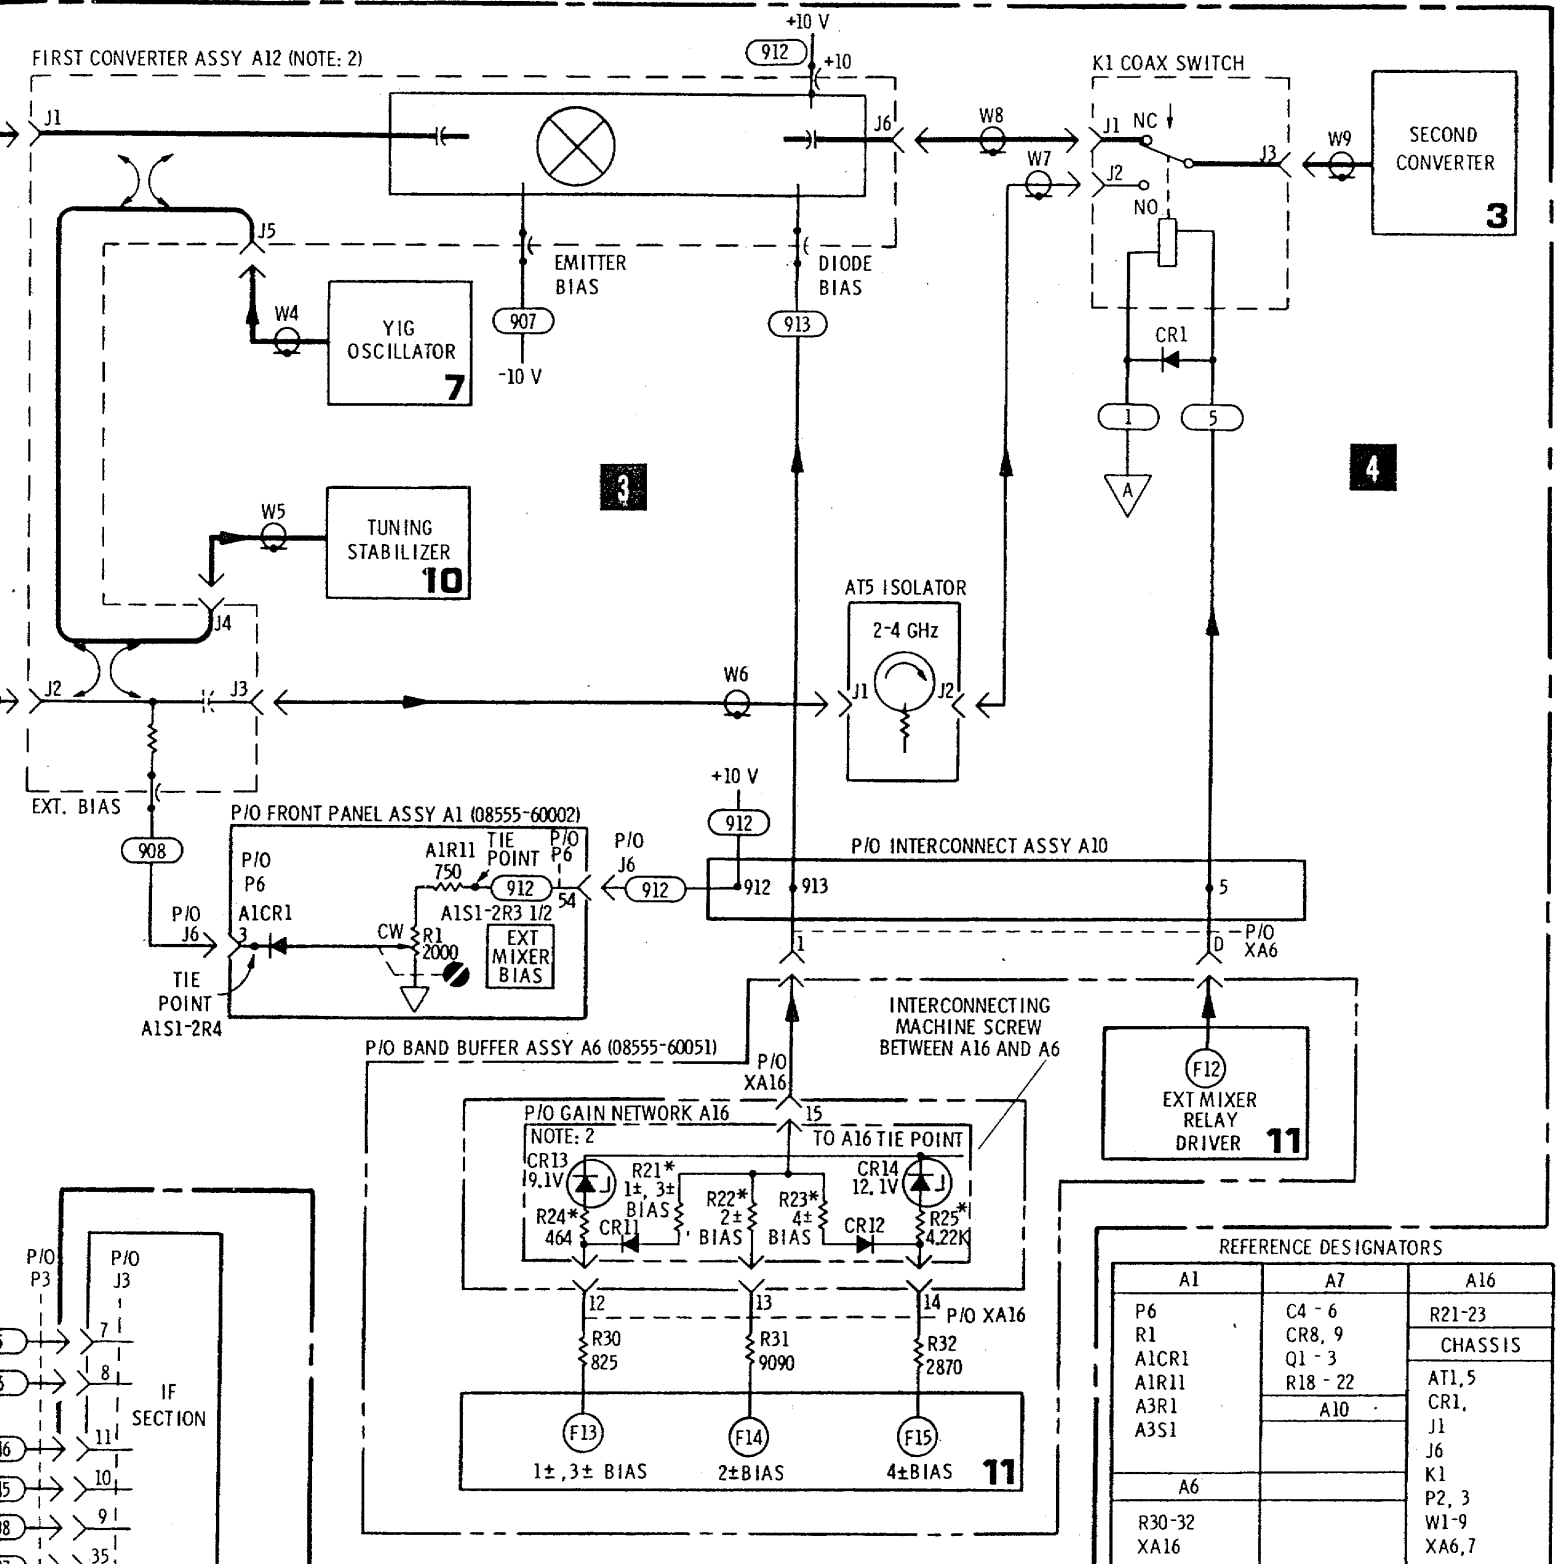 +10 V
912
+10
FIRST CONVERTER ASSY A12 (NOTE: 2)
K1 COAX SWITCH
J1
J6
W8
J1
NC
W9
SECOND
CONVERTER
3
J3
W7
J2
NO
J5
EMITTER
BIAS
DIODE
BIAS
907
913
-10 V
W4
YIG
OSCILLATOR
7
CR1
1
5
A
3
4
W5
TUNING
STABILIZER
10
J4
AT5 ISOLATOR
2-4 GHz
J1
J2
J2
J3
W6
EXT. BIAS
908
+10 V
912
P/O FRONT PANEL ASSY A1 (08555-60002)
P/O
P6
A1CR1
A1R11
750
TIE
POINT
P/O
P6
912
54
P/O
J6
912
912
913
5
P/O INTERCONNECT ASSY A10
A1S1-2R3 1/2
P/O
J6
3
CW
R1
2000
EXT
MIXER
BIAS
TIE
POINT
A1S1-2R4
1
D
P/O
XA6
INTERCONNECTING
MACHINE SCREW
BETWEEN A16 AND A6
P/O BAND BUFFER ASSY A6 (08555-60051)
P/O
XA16
F12
EXT MIXER
RELAY
DRIVER 11
P/O GAIN NETWORK A16
15
NOTE: 2
TO A16 TIE POINT
CR13
9.1V
R21*
1±, 3±
BIAS
CR14
12.1V
R22*
2±
BIAS
R23*
4±
BIAS
R24*
464
CR11
CR12
R25*
4.22K
12
13
14
P/O XA16
R30
825
R31
9090
R32
2870
F13
F14
F15
1±,3± BIAS
2±BIAS
4±BIAS
11
P/O
P3
P/O
J3
7
8
11
10
9
35
IF
SECTION
REFERENCE DESIGNATORS
A1
A7
A16
P6
R1
A1CR1
A1R11
A3R1
A3S1
C4 - 6
CR8, 9
Q1 - 3
R18 - 22
A10
R21-23
CHASSIS
AT1,5
CR1,
J1
J6
K1
P2, 3
W1-9
XA6,7
A6
R30-32
XA16